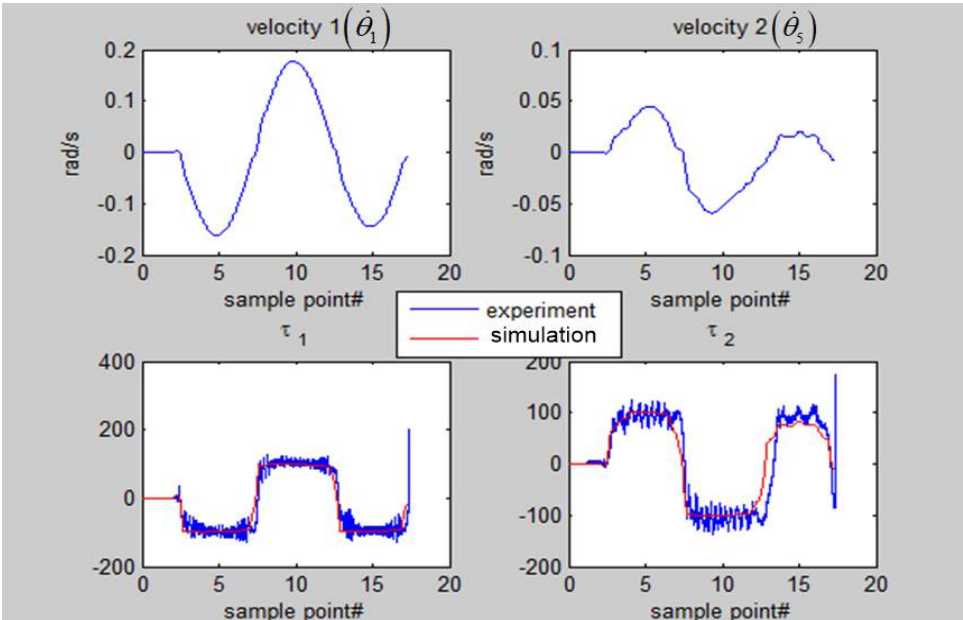 velocity 1(θ̇₁)
0.2
0.1
0
-0.1
-0.2
rad/s
0 5 10 15 20
sample point#
velocity 2(θ̇₅)
0.1
0.05
0
-0.05
-0.1
rad/s
0 5 10 15 20
sample point#
experiment
simulation
τ 1
400
200
0
-200
0 5 10 15 20
sample point#
τ 2
200
100
0
-100
-200
0 5 10 15 20
sample point#